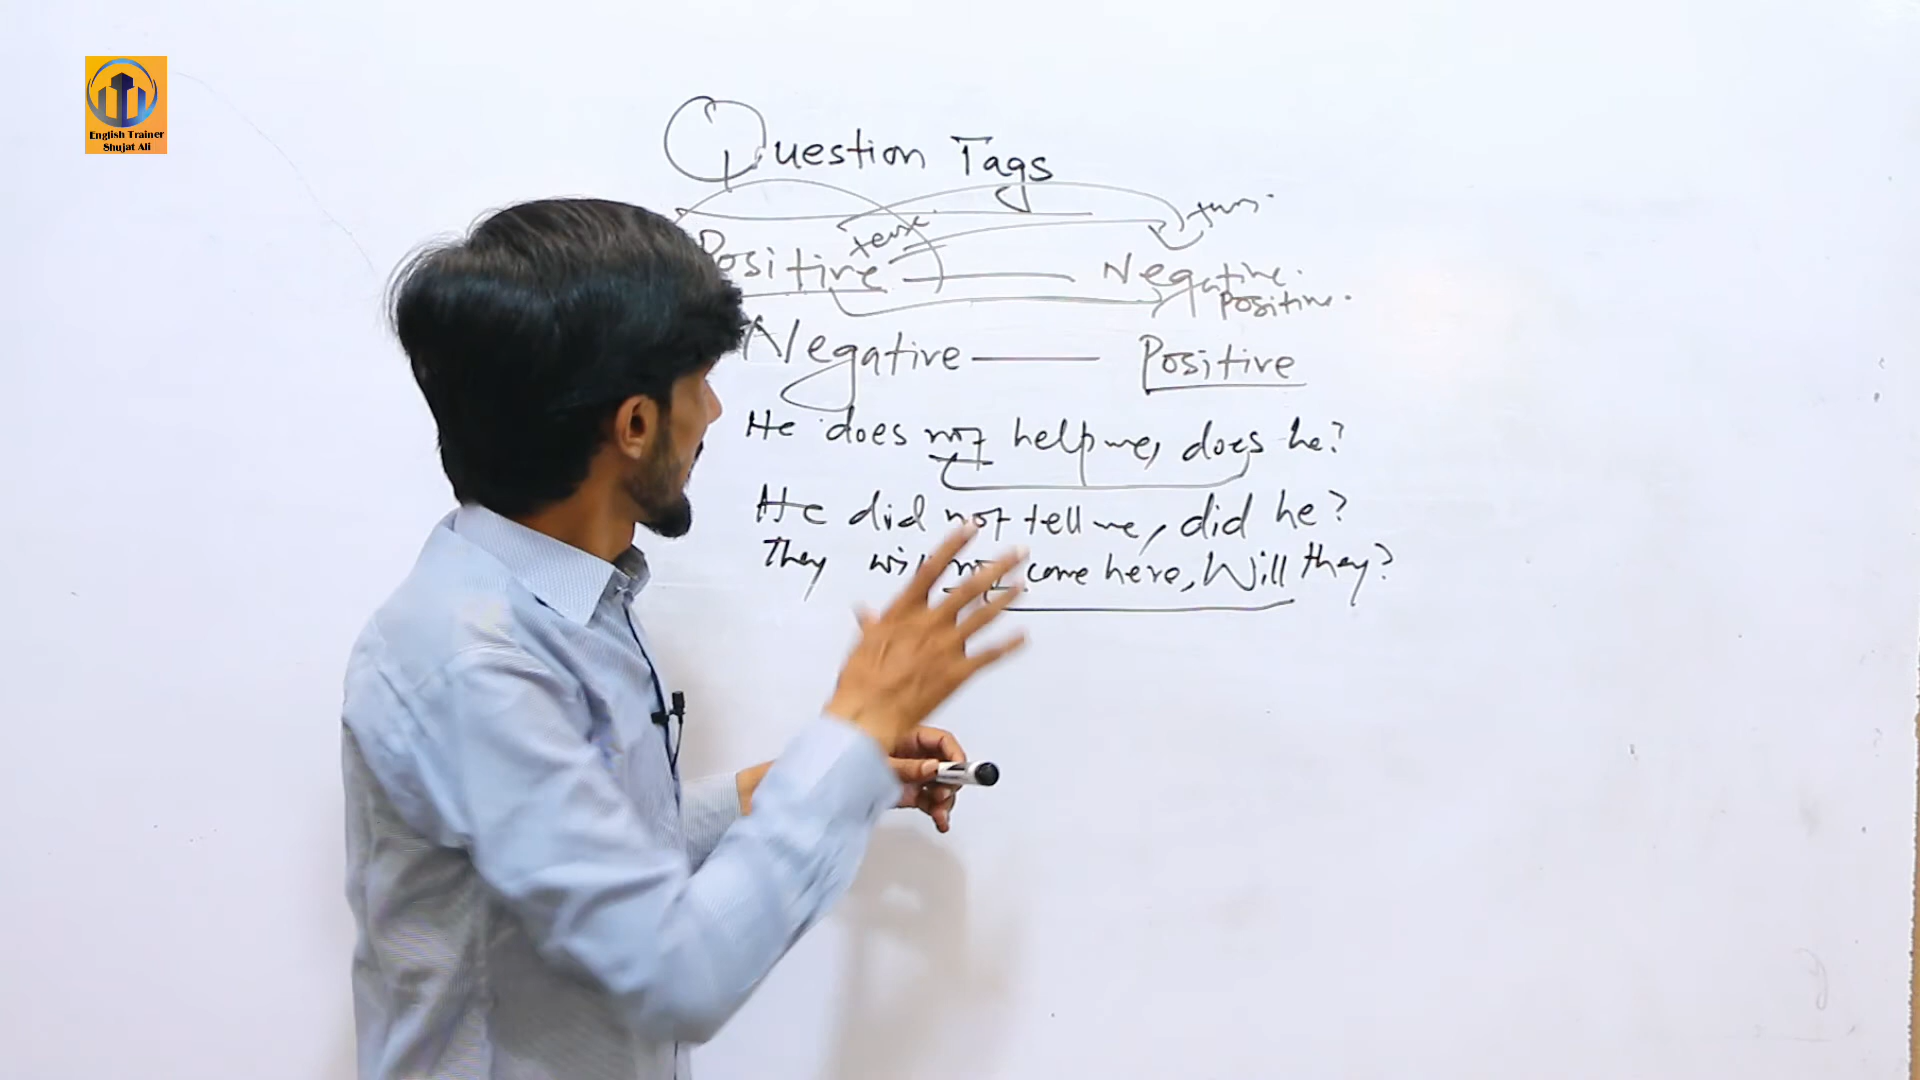 English Trainer
Shujat Ali
Question Tags
tense
Positive — Negative.
Positive.
Negative — Positive
He does not help me, does he?
He did not tell me, did he?
They will not come here, Will they?